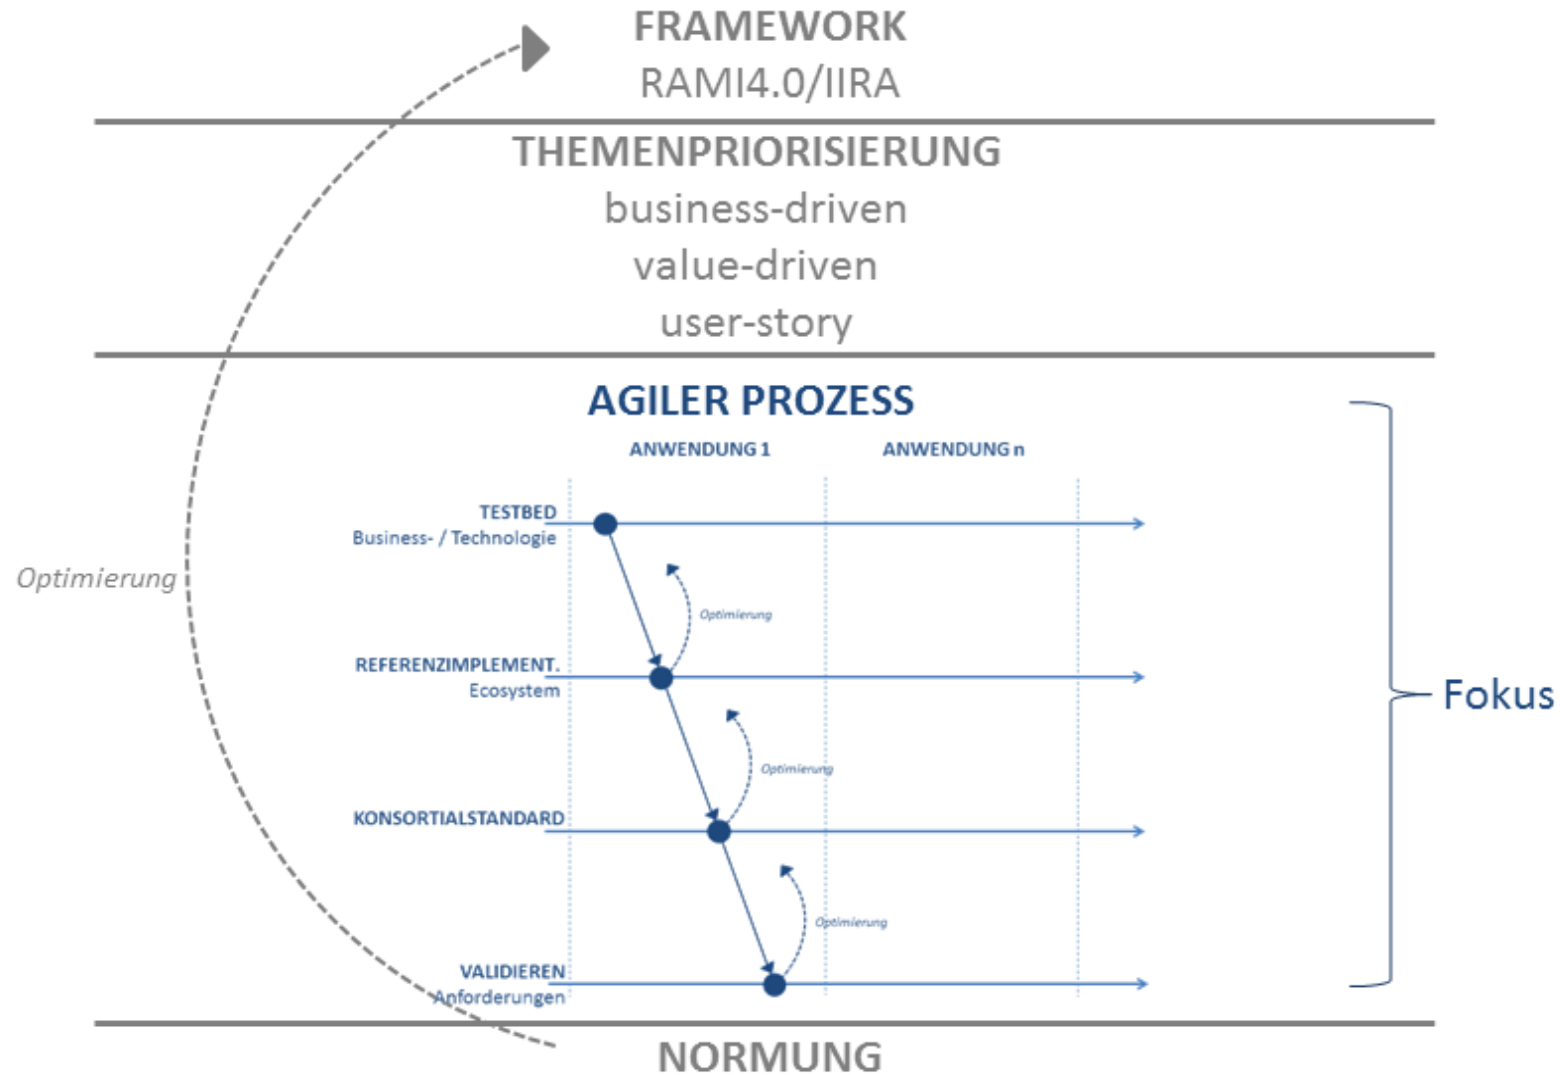 FRAMEWORK
RAMI4.0/IIRA
THEMENPRIORISIERUNG
business-driven
value-driven
user-story
AGILER PROZESS
ANWENDUNG 1
ANWENDUNG n
TESTBED
Business- / Technologie
Optimierung
Optimierung
REFERENZIMPLEMENT.
Ecosystem
Fokus
Optimierung
KONSORTIALSTANDARD
Optimierung
VALIDIEREN
Anforderungen
NORMUNG